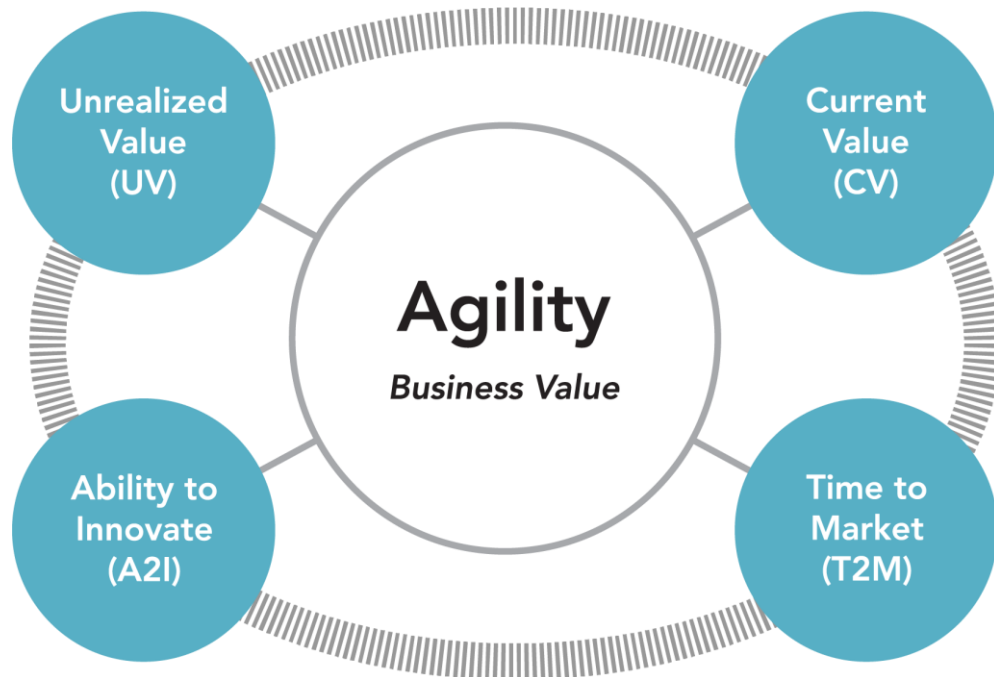 Unrealized
Value
(UV)
Current
Value
(CV)
Agility
Business Value
Ability to
Innovate
(A2I)
Time to
Market
(T2M)